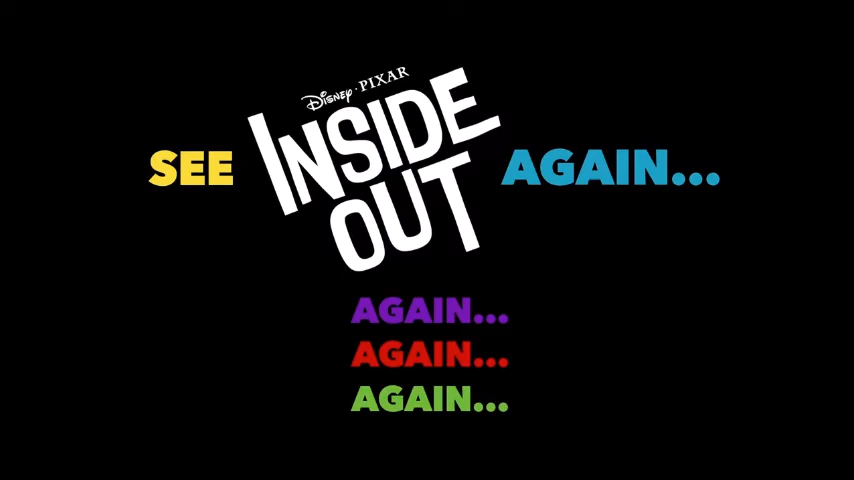 DISNEY · PIXAR
SEE INSIDE OUT AGAIN...
AGAIN...
AGAIN...
AGAIN...